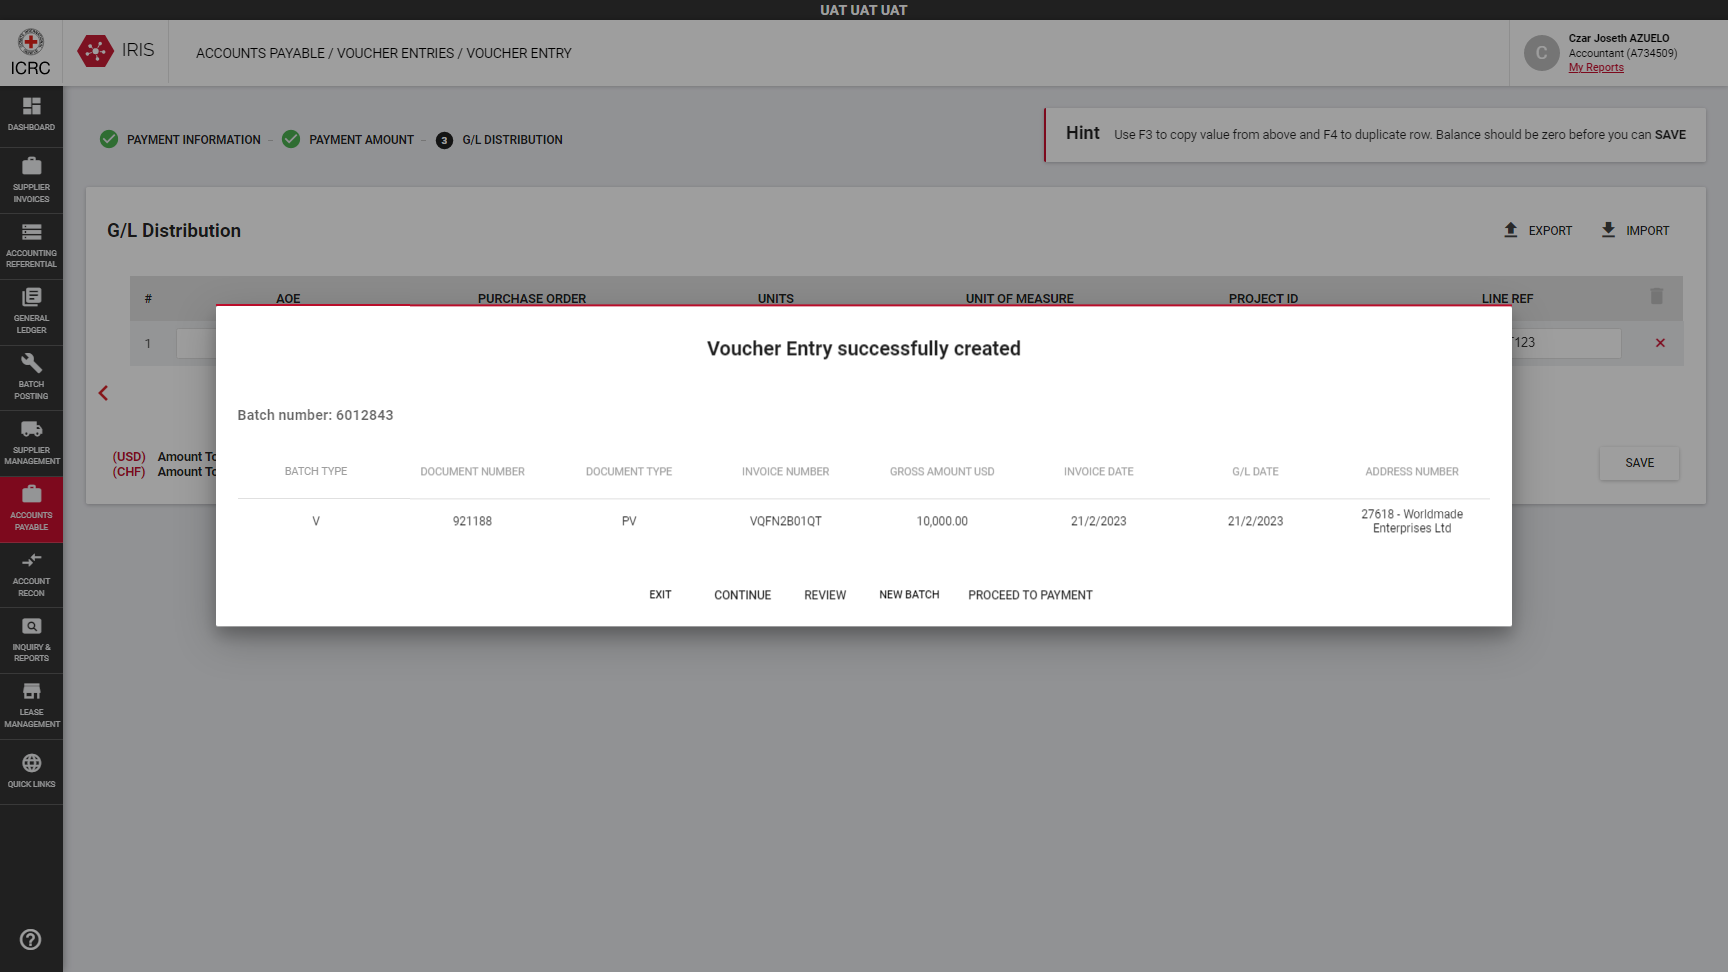 UAT UAT UAT
ICRC
IRIS
ACCOUNTS PAYABLE / VOUCHER ENTRIES / VOUCHER ENTRY
C
Czar Joseth AZUELO
Accountant (A734509)
My Reports
DASHBOARD
SUPPLIER
INVOICES
ACCOUNTING
REFERENTIAL
GENERAL
LEDGER
BATCH
POSTING
SUPPLIER
MANAGEMENT
ACCOUNTS
PAYABLE
ACCOUNT
RECON
INQUIRY &
REPORTS
LEASE
MANAGEMENT
QUICK LINKS
PAYMENT INFORMATION
PAYMENT AMOUNT
3 G/L DISTRIBUTION
Hint Use F3 to copy value from above and F4 to duplicate row. Balance should be zero before you can SAVE
G/L Distribution
EXPORT
IMPORT
# AOE PURCHASE ORDER UNITS UNIT OF MEASURE PROJECT ID LINE REF
1
(USD) Amount
(CHF) Amount
SAVE
Voucher Entry successfully created
Batch number: 6012843
BATCH TYPE DOCUMENT NUMBER DOCUMENT TYPE INVOICE NUMBER GROSS AMOUNT USD INVOICE DATE G/L DATE ADDRESS NUMBER
V 921188 PV VQFN2B01QT 10,000.00 21/2/2023 21/2/2023 27618 - Worldmade
Enterprises Ltd
EXIT CONTINUE REVIEW NEW BATCH PROCEED TO PAYMENT